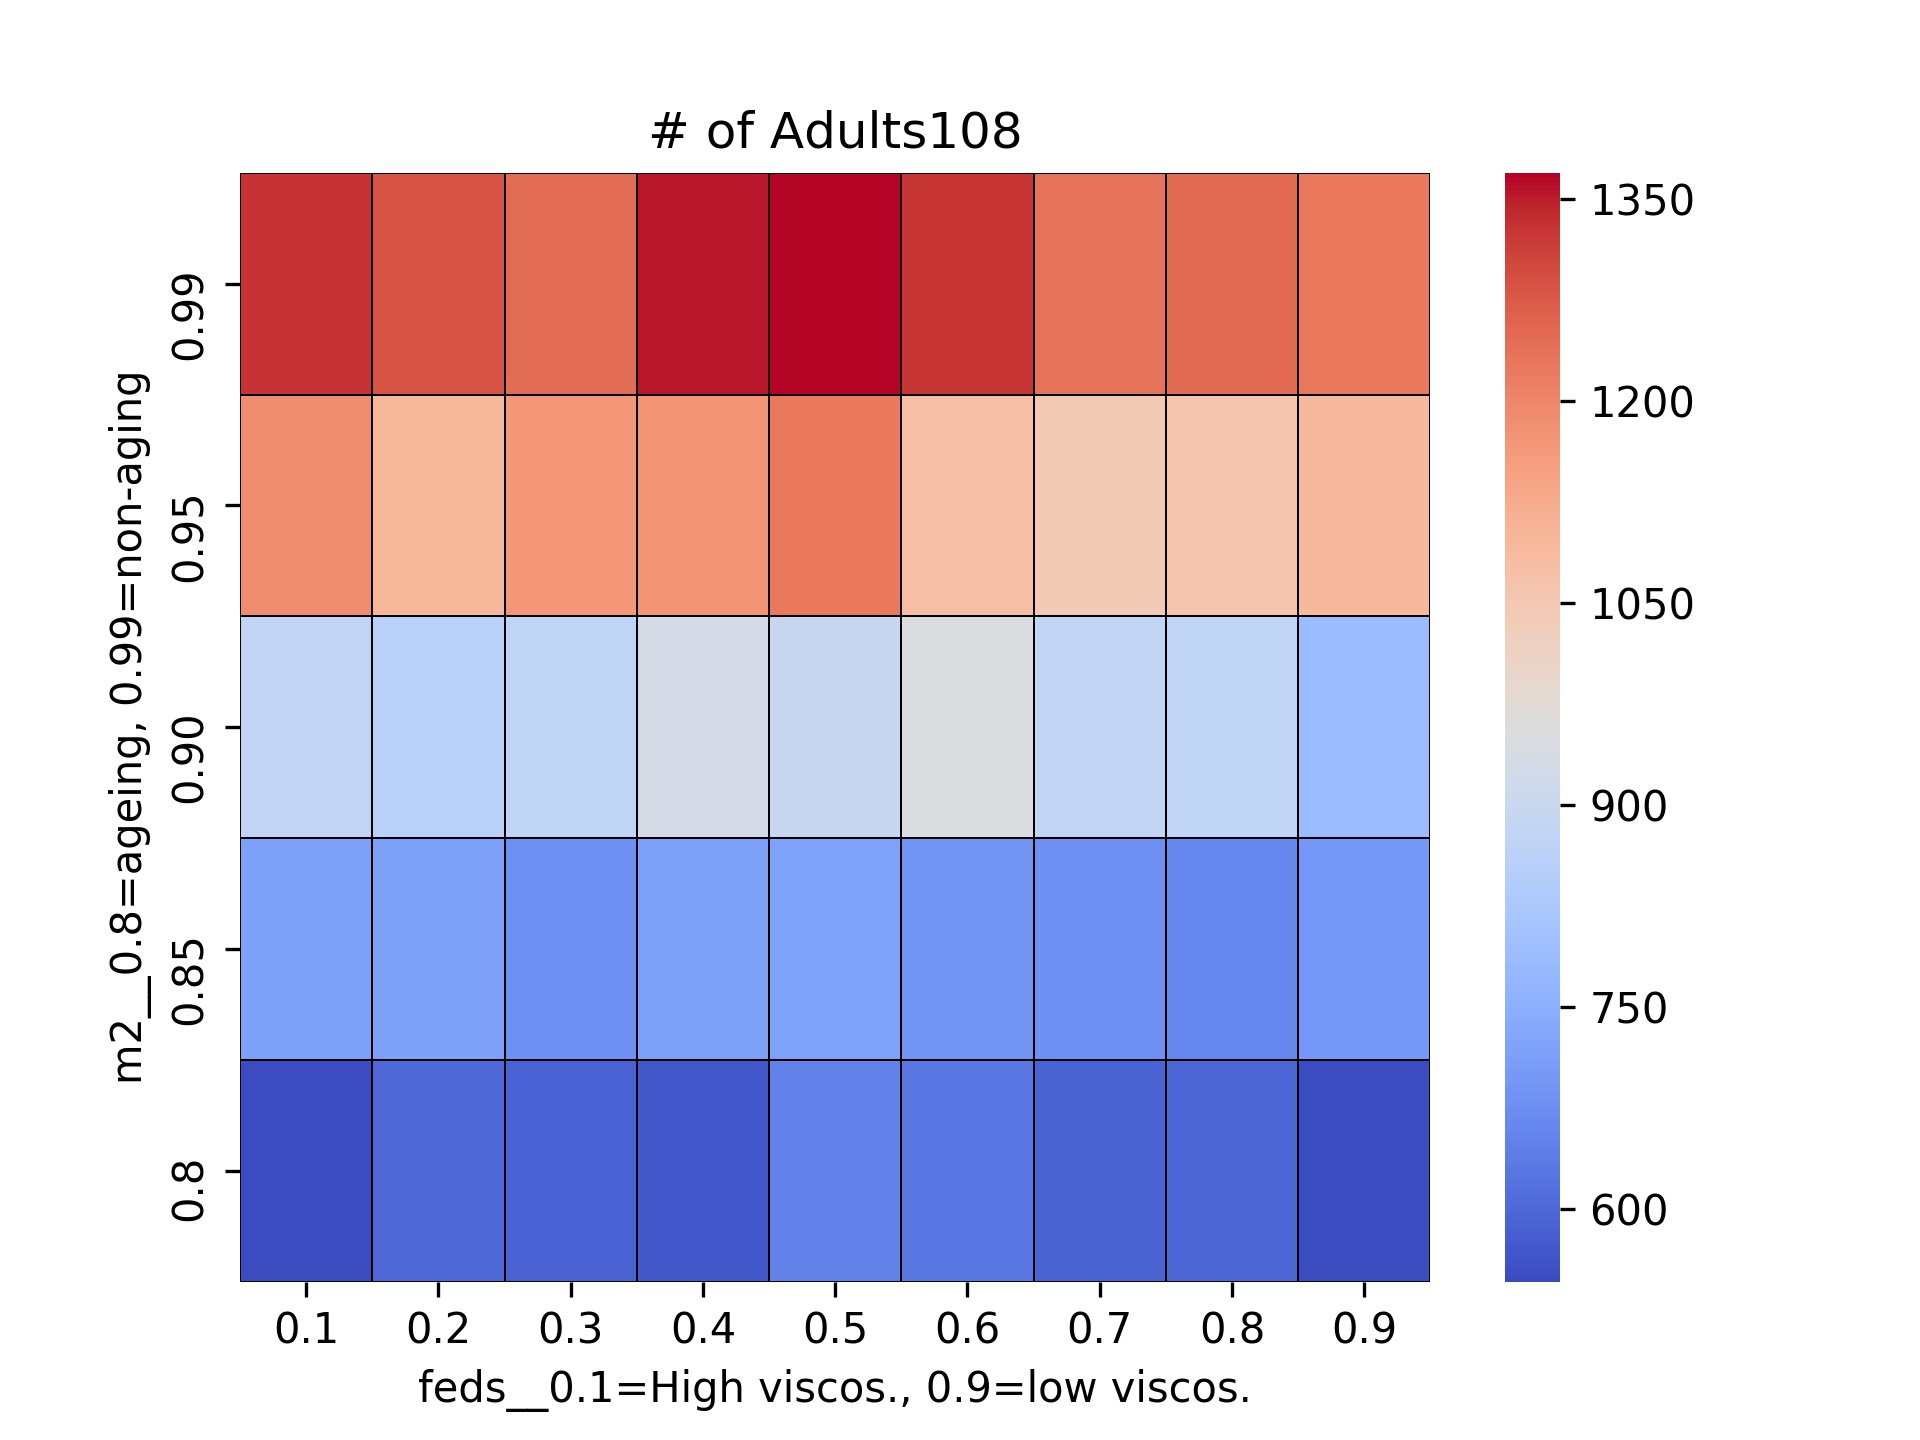 # of Adults108
m2__0.8=ageing, 0.99=non-aging
0.99
0.95
0.90
0.85
0.8
0.1 0.2 0.3 0.4 0.5 0.6 0.7 0.8 0.9
feds__0.1=High viscos., 0.9=low viscos.
1350
1200
1050
900
750
600